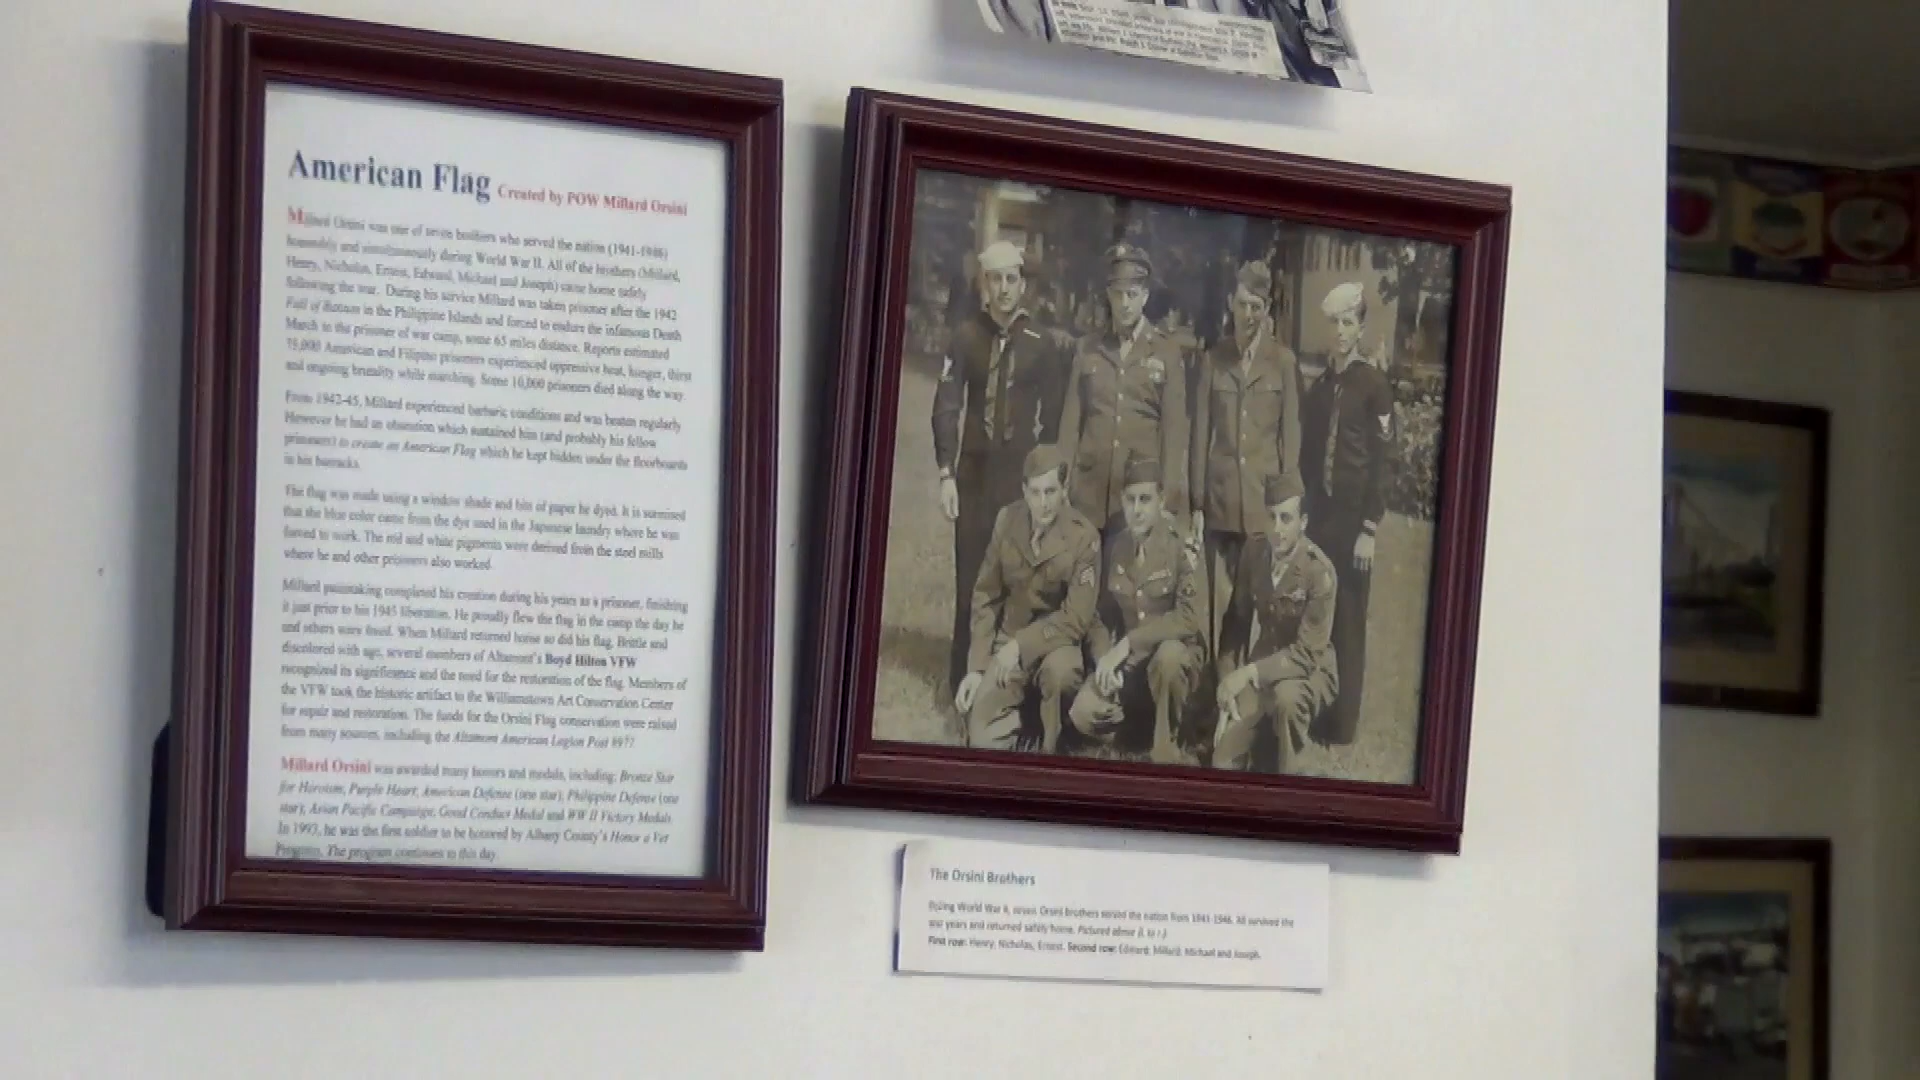 American Flag Created by POW Millard Orsini
Millard Orsini was one of seven brothers who served the nation (1941-1946)
honorably and simultaneously during World War II. All of the brothers (Millard,
Henry, Nicholas, Ernest, Edward, Michael and Joseph) came home safely
following the war. During his service Millard was taken prisoner after the 1942
Fall of Bataan in the Philippine Islands and forced to endure the infamous Death
March to the prisoner of war camp, some 65 miles distance. Reports estimated
75,000 American and Filipino prisoners experienced oppressive heat, hunger, thirst
and ongoing brutality while marching. Some 10,000 prisoners died along the way.
From 1942-45, Millard experienced barbaric conditions and was beaten regularly.
However he had an obsession which sustained him (and probably his fellow
prisoners) to create an American Flag which he kept hidden under the floorboards
in his barracks.
The flag was made using a window shade and bits of paper he dyed. It is surmised
that the blue color came from the dye used in the Japanese laundry where he was
forced to work. The red and white pigments were derived from the steel mills
where he and other prisoners also worked.
Millard painstaking completed his creation during his years as a prisoner, finishing
it just prior to his 1945 liberation. He proudly flew the flag in the camp the day he
and others were freed. When Millard returned home so did his flag. Brittle and
discolored with age, several members of Altamont's Boyd Hilton VFW
recognized its significance and the need for the restoration of the flag. Members of
the VFW took the historic artifact to the Williamstown Art Conservation Center
for repair and restoration. The funds for the Orsini Flag conservation were raised
from many sources, including the Altamont American Legion Post #977.
Millard Orsini was awarded many honors and medals, including: Bronze Star
for Heroism, Purple Heart, American Defense (one star), Philippine Defense (one
star), Asian Pacific Campaign, Good Conduct Medal and WW II Victory Medals.
In 1997, he was the first soldier to be honored by Albany County's Honor a Vet
Program. The program continues to this day.
The Orsini Brothers
During World War II, seven Orsini brothers served the nation from 1941-1946. All survived the
war years and returned safely home. Pictured above (l. to r.)
First row: Henry, Nicholas, Ernest. Second row: Edward, Millard, Michael and Joseph.